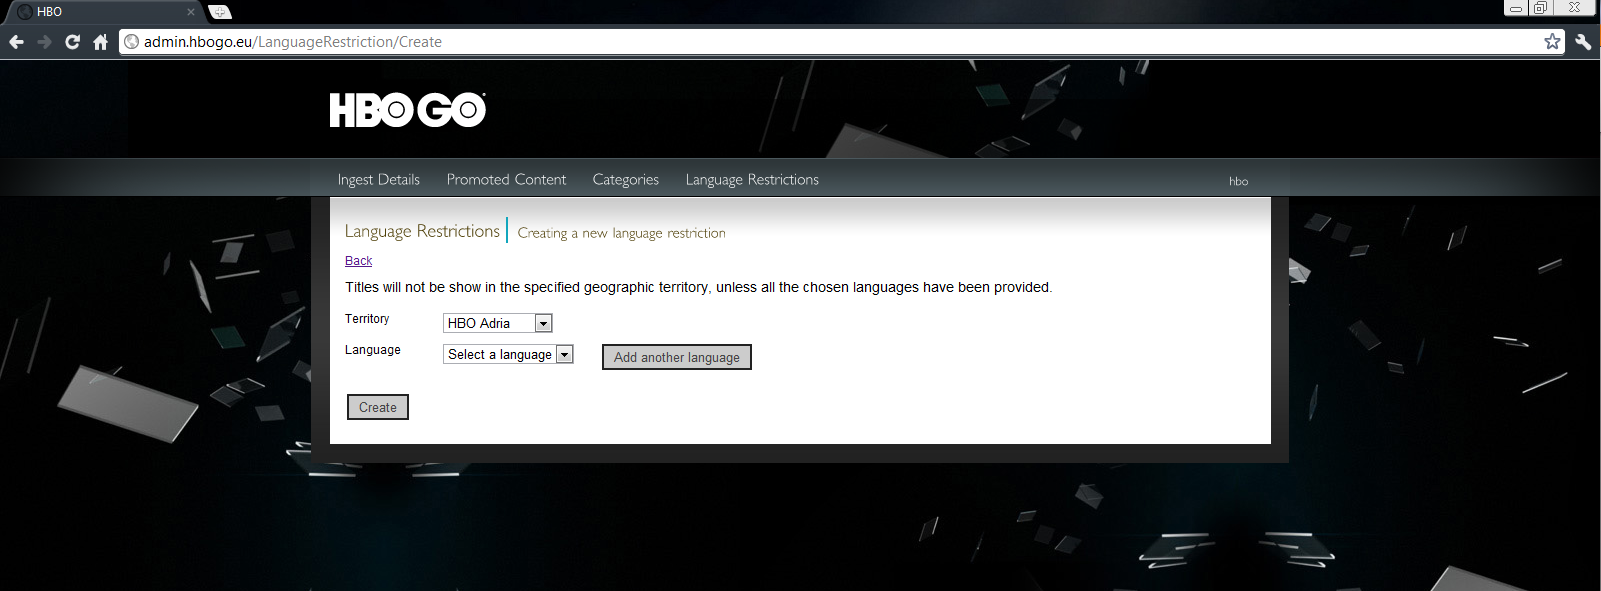 HBO
admin.hbogo.eu/LanguageRestriction/Create
HBO GO
Ingest Details Promoted Content Categories Language Restrictions hbo
Language Restrictions Creating a new language restriction
Back
Titles will not be show in the specified geographic territory, unless all the chosen languages have been provided.
Territory HBO Adria
Language Select a language Add another language
Create